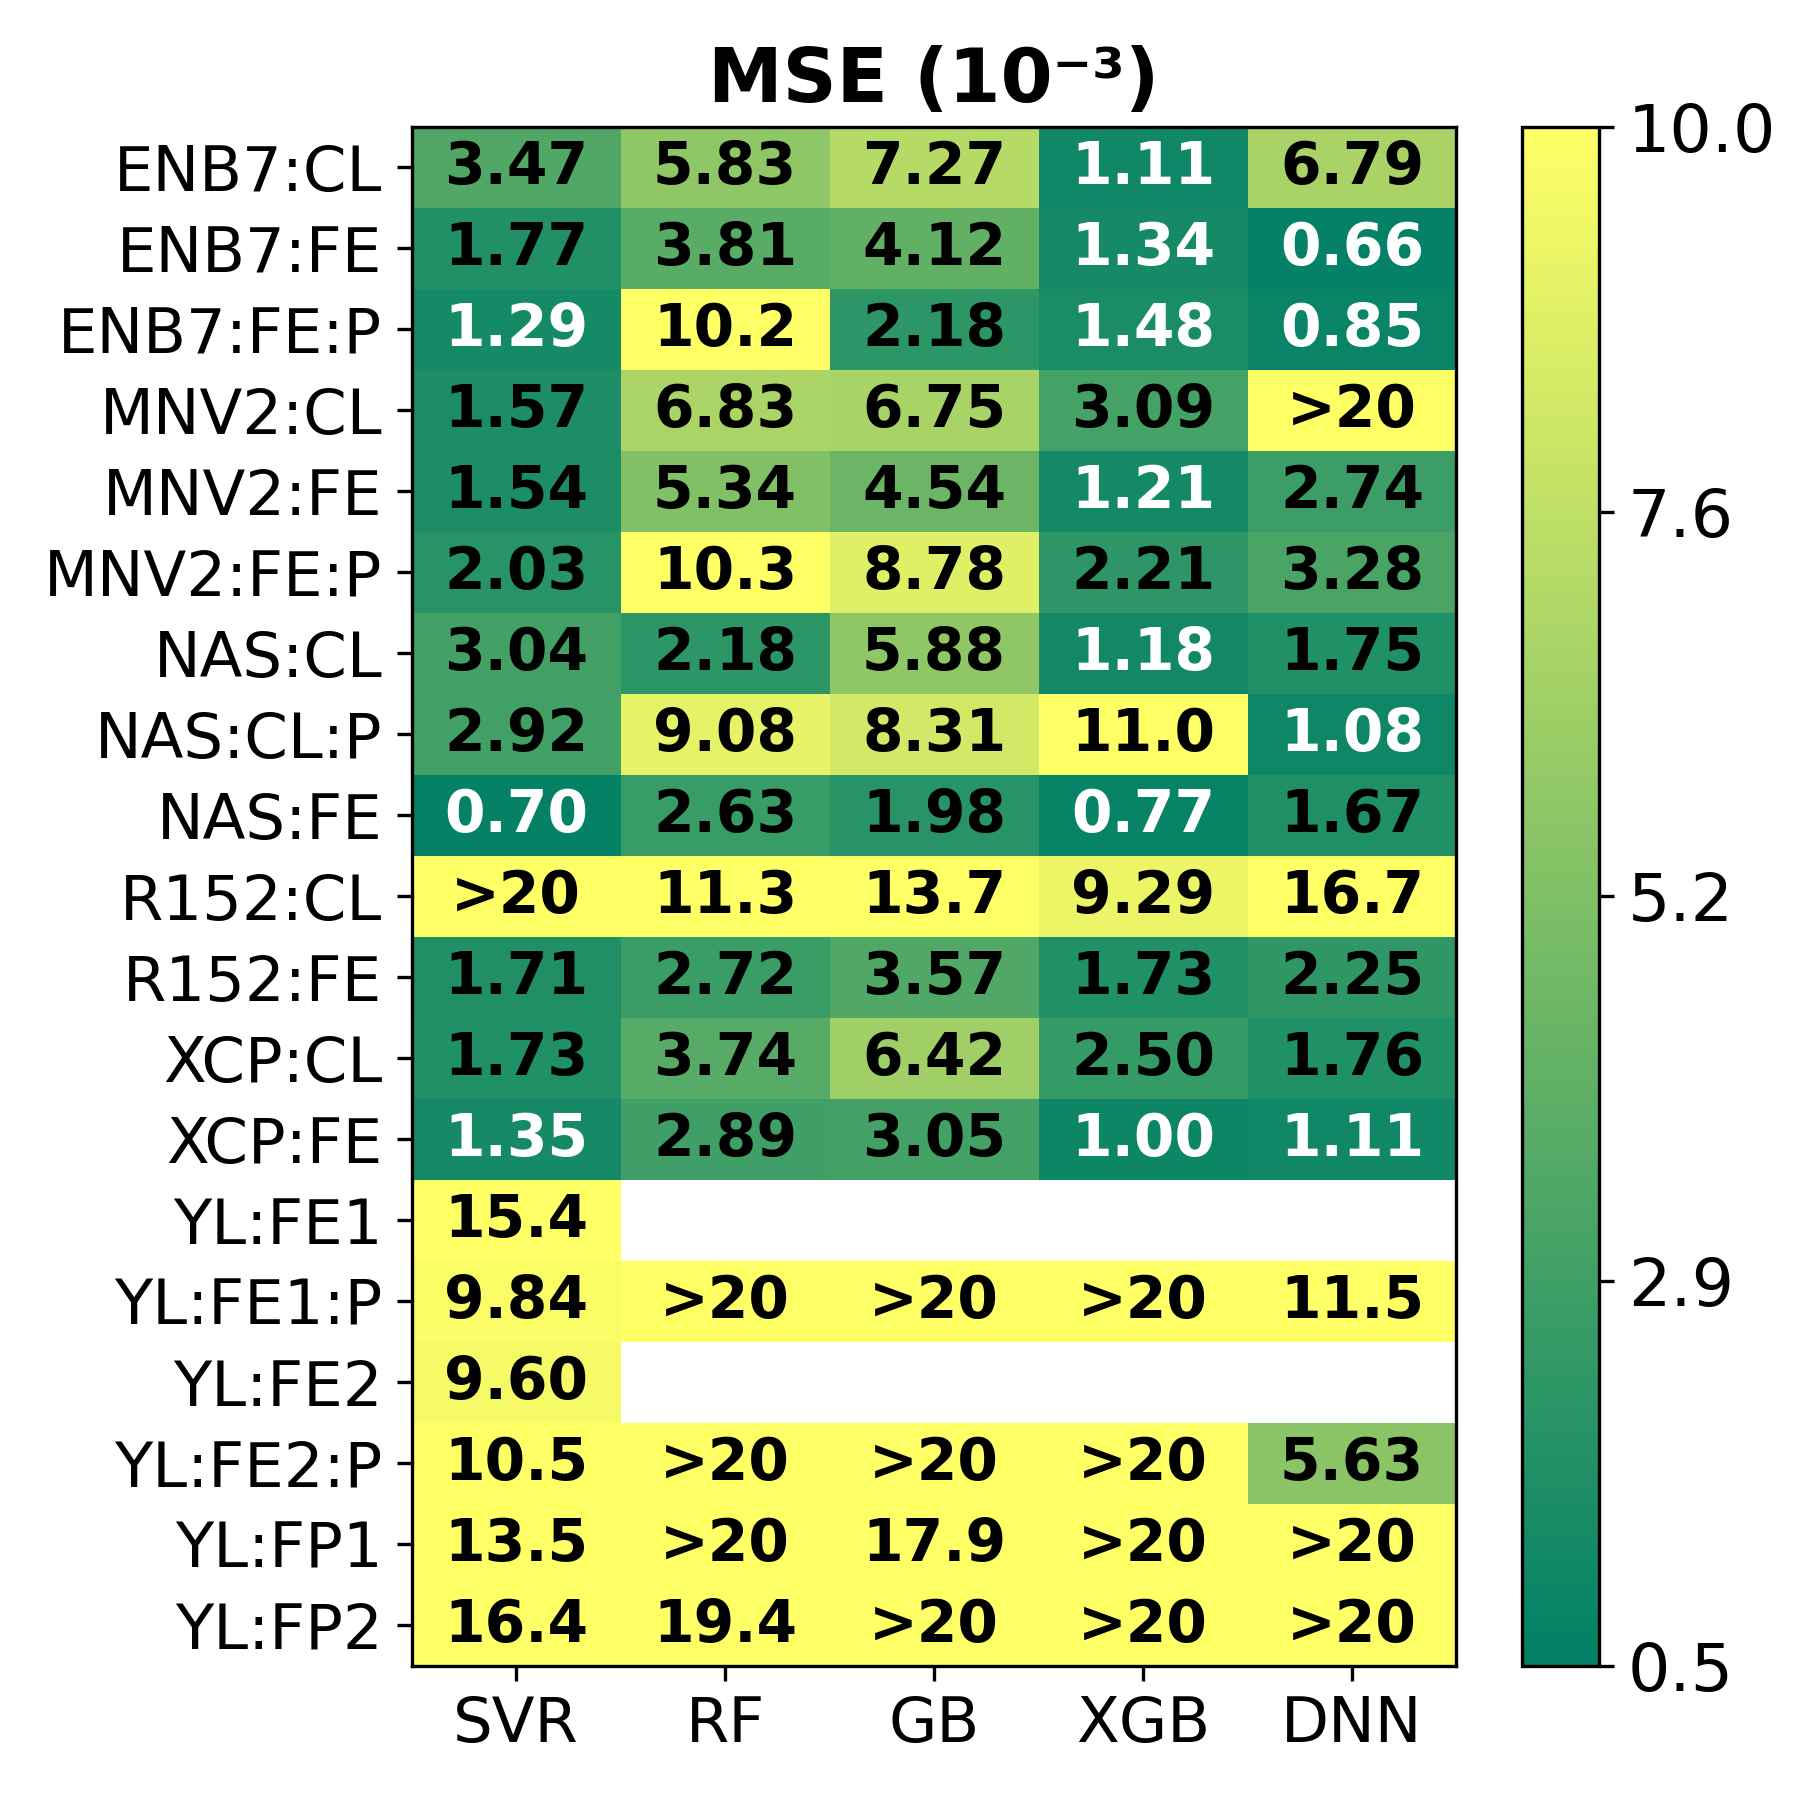 MSE (10⁻³)
ENB7:CL 3.47 5.83 7.27 1.11 6.79
ENB7:FE 1.77 3.81 4.12 1.34 0.66
ENB7:FE:P 1.29 10.2 2.18 1.48 0.85
MNV2:CL 1.57 6.83 6.75 3.09 >20
MNV2:FE 1.54 5.34 4.54 1.21 2.74
MNV2:FE:P 2.03 10.3 8.78 2.21 3.28
NAS:CL 3.04 2.18 5.88 1.18 1.75
NAS:CL:P 2.92 9.08 8.31 11.0 1.08
NAS:FE 0.70 2.63 1.98 0.77 1.67
R152:CL >20 11.3 13.7 9.29 16.7
R152:FE 1.71 2.72 3.57 1.73 2.25
XCP:CL 1.73 3.74 6.42 2.50 1.76
XCP:FE 1.35 2.89 3.05 1.00 1.11
YL:FE1 15.4
YL:FE1:P 9.84 >20 >20 >20 11.5
YL:FE2 9.60
YL:FE2:P 10.5 >20 >20 >20 5.63
YL:FP1 13.5 >20 17.9 >20 >20
YL:FP2 16.4 19.4 >20 >20 >20
SVR RF GB XGB DNN
10.0
7.6
5.2
2.9
0.5